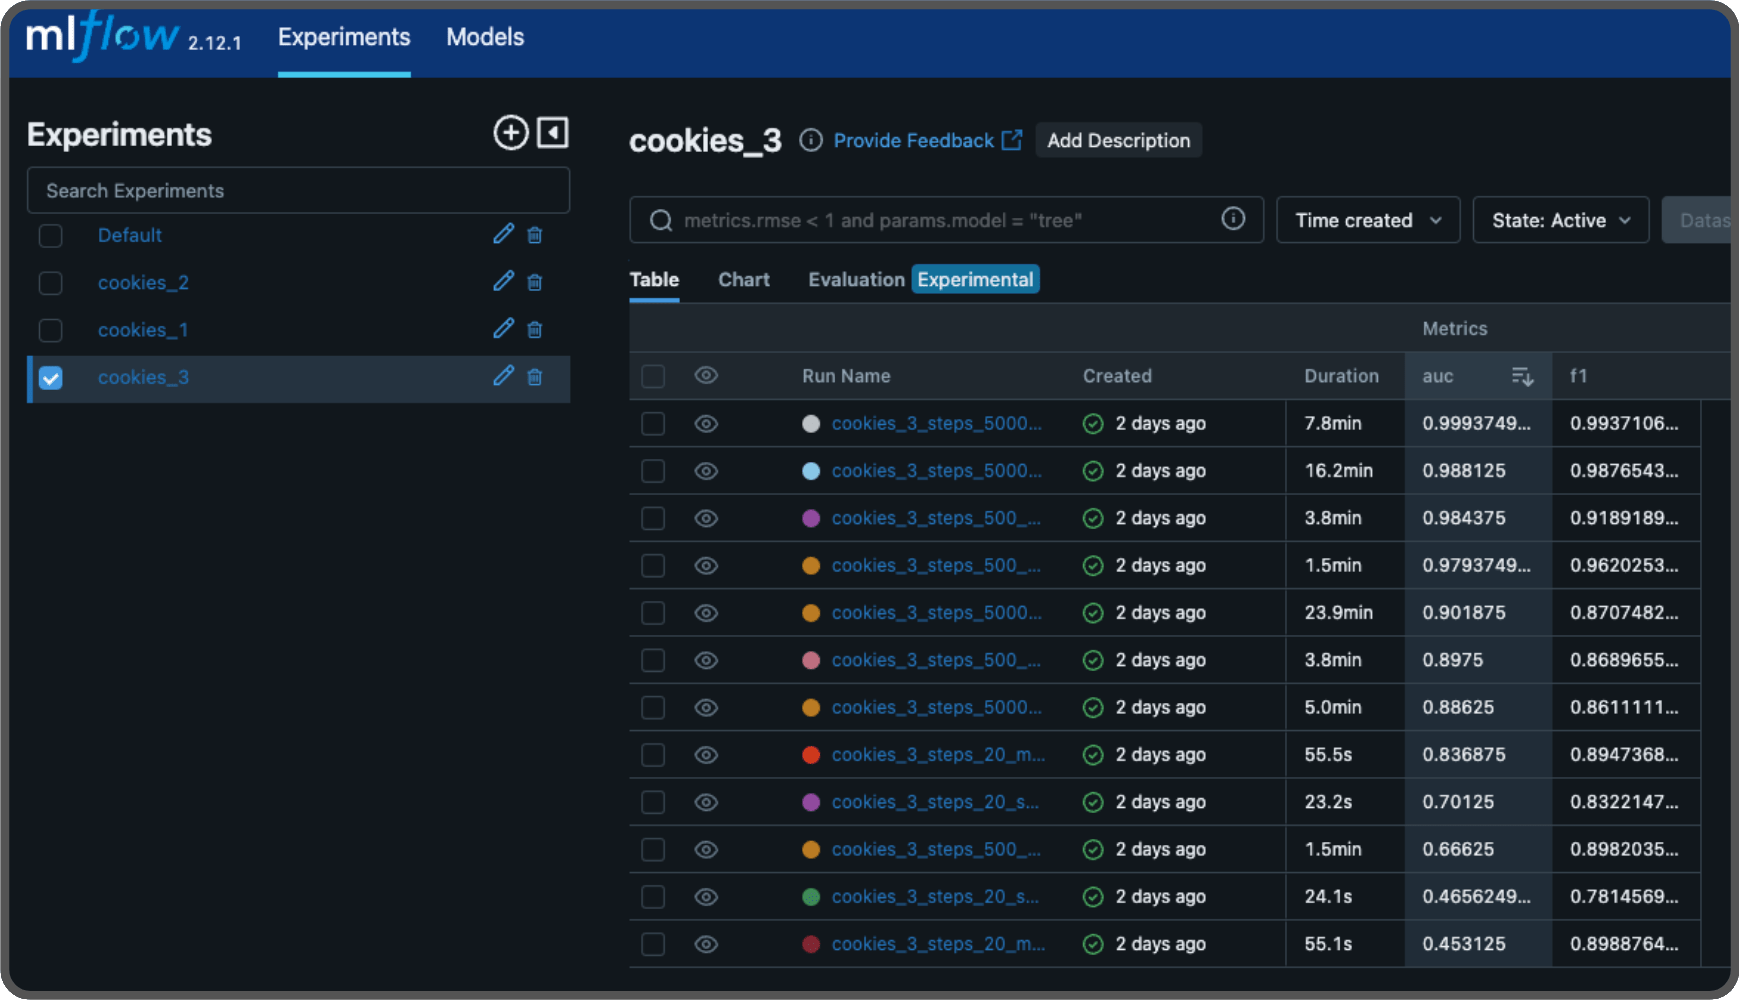 mlflow 2.12.1 Experiments Models
Experiments
Search Experiments
Default
cookies_2
cookies_1
cookies_3
cookies_3 Provide Feedback Add Description
metrics.rmse < 1 and params.model = "tree" Time created State: Active Datas
Table Chart Evaluation Experimental
Metrics
Run Name Created Duration auc f1
cookies_3_steps_5000... 2 days ago 7.8min 0.9993749... 0.9937106...
cookies_3_steps_5000... 2 days ago 16.2min 0.988125 0.9876543...
cookies_3_steps_500_... 2 days ago 3.8min 0.984375 0.9189189...
cookies_3_steps_500_... 2 days ago 1.5min 0.9793749... 0.9620253...
cookies_3_steps_5000... 2 days ago 23.9min 0.901875 0.8707482...
cookies_3_steps_500_... 2 days ago 3.8min 0.8975 0.8689655...
cookies_3_steps_5000... 2 days ago 5.0min 0.88625 0.8611111...
cookies_3_steps_20_m... 2 days ago 55.5s 0.836875 0.8947368...
cookies_3_steps_20_s... 2 days ago 23.2s 0.70125 0.8322147...
cookies_3_steps_500_... 2 days ago 1.5min 0.66625 0.8982035...
cookies_3_steps_20_s... 2 days ago 24.1s 0.4656249... 0.7814569...
cookies_3_steps_20_m... 2 days ago 55.1s 0.453125 0.8988764...